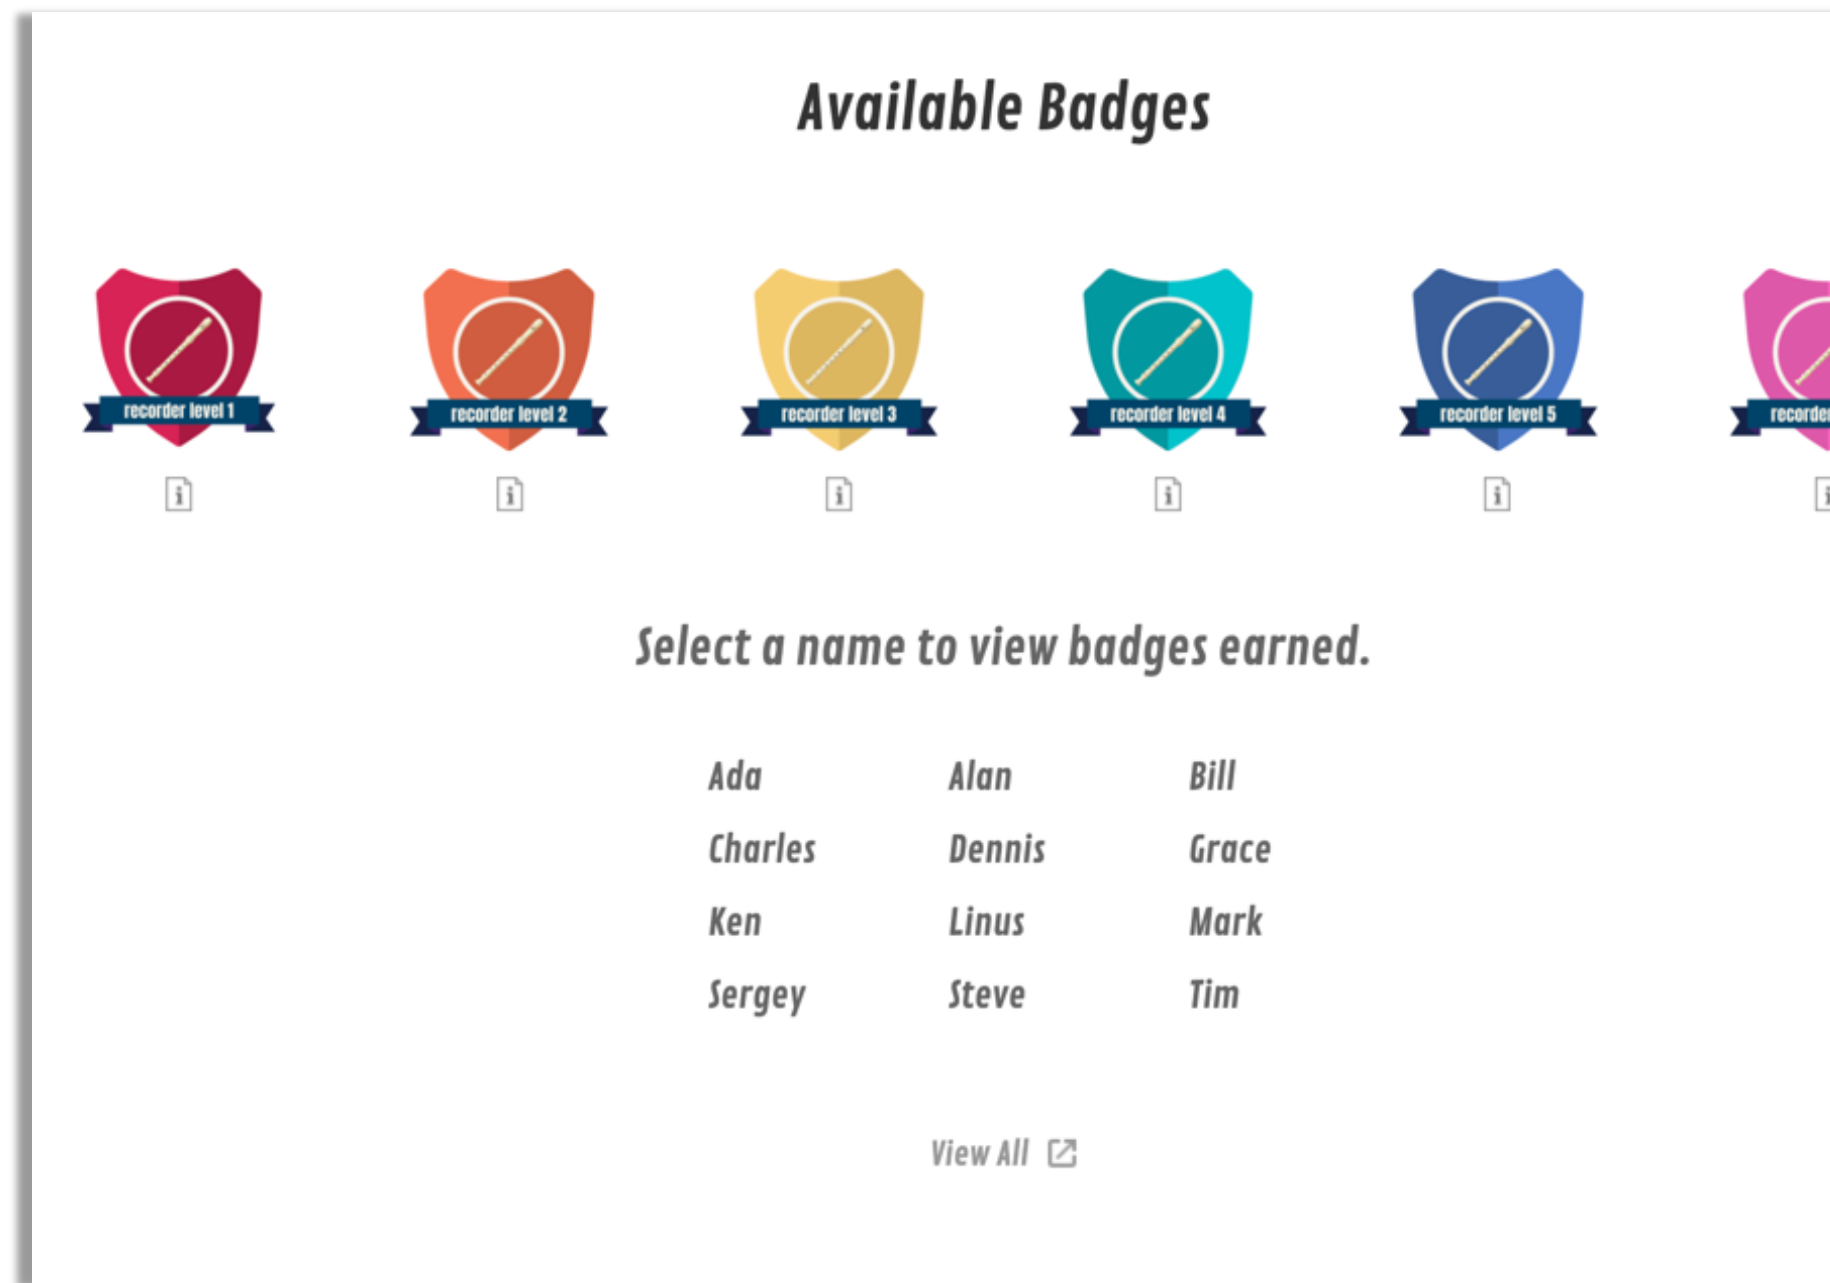 Available Badges
recorder level 1
recorder level 2
recorder level 3
recorder level 4
recorder level 5
recorder
Select a name to view badges earned.
Ada Alan Bill
Charles Dennis Grace
Ken Linus Mark
Sergey Steve Tim
View All